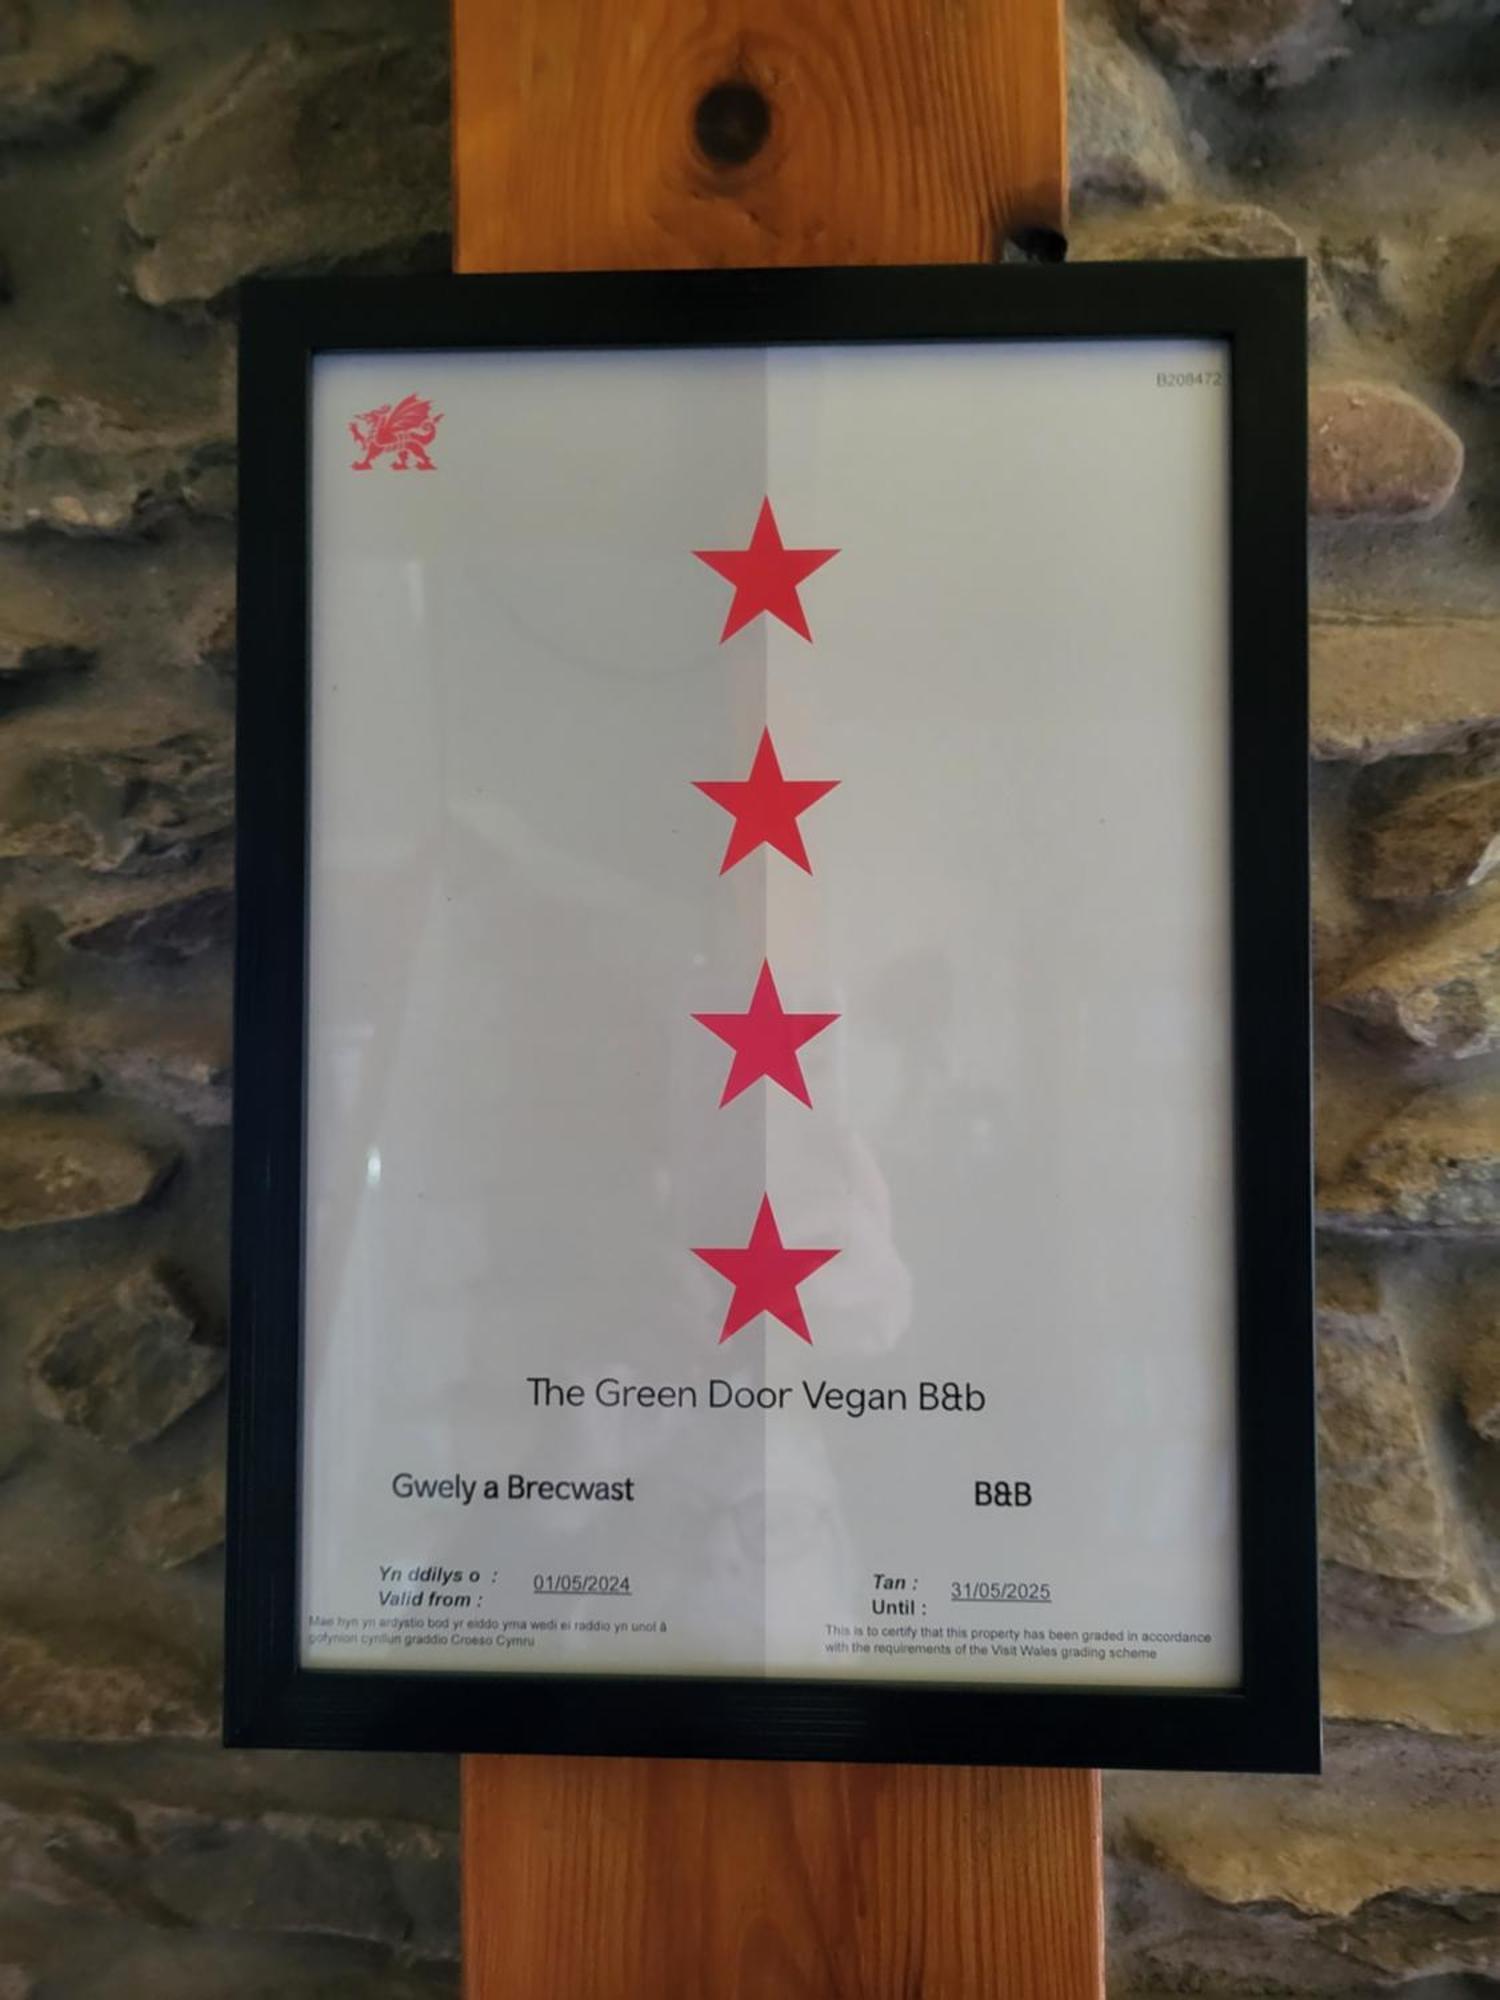 B208472
The Green Door Vegan B&b
Gwely a Brecwast
B&B
Yn ddilys o :
Valid from :
01/05/2024
Tan :
Until :
31/05/2025
Mae hyn yn ardystio bod yr eiddo yma wedi ei raddio yn unol â
gofynion cynllun graddio Croeso Cymru
This is to certify that this property has been graded in accordance
with the requirements of the Visit Wales grading scheme